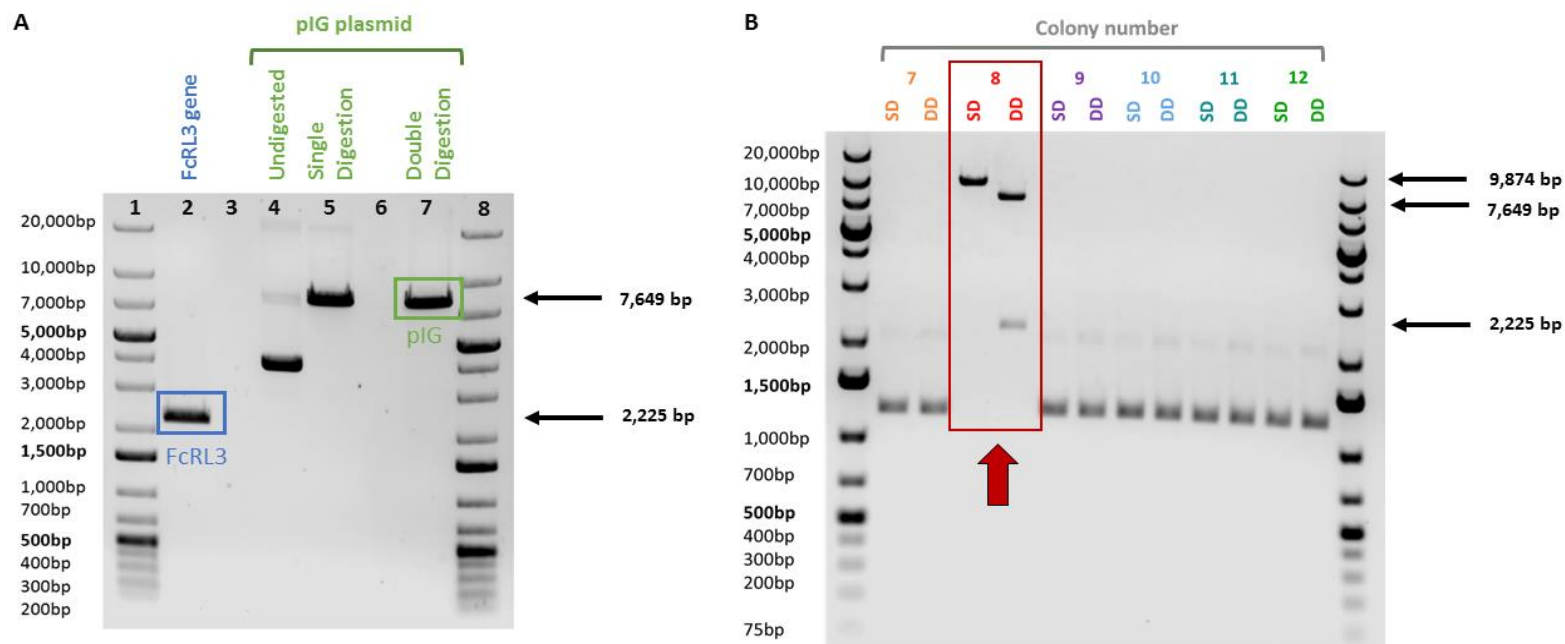 A
pIG plasmid
FcRL3 gene
Undigested
Single
Digestion
Double
Digestion
1 2 3 4 5 6 7 8
20,000bp
10,000bp
7,000bp
5,000bp
4,000bp
3,000bp
2,000bp
1,500bp
1,000bp
700bp
500bp
400bp
300bp
200bp
FcRL3
pIG
7,649 bp
2,225 bp
B
Colony number
7 8 9 10 11 12
SD DD SD DD SD DD SD DD SD DD SD DD
20,000bp
10,000bp
7,000bp
5,000bp
4,000bp
3,000bp
2,000bp
1,500bp
1,000bp
700bp
500bp
400bp
300bp
200bp
75bp
9,874 bp
7,649 bp
2,225 bp